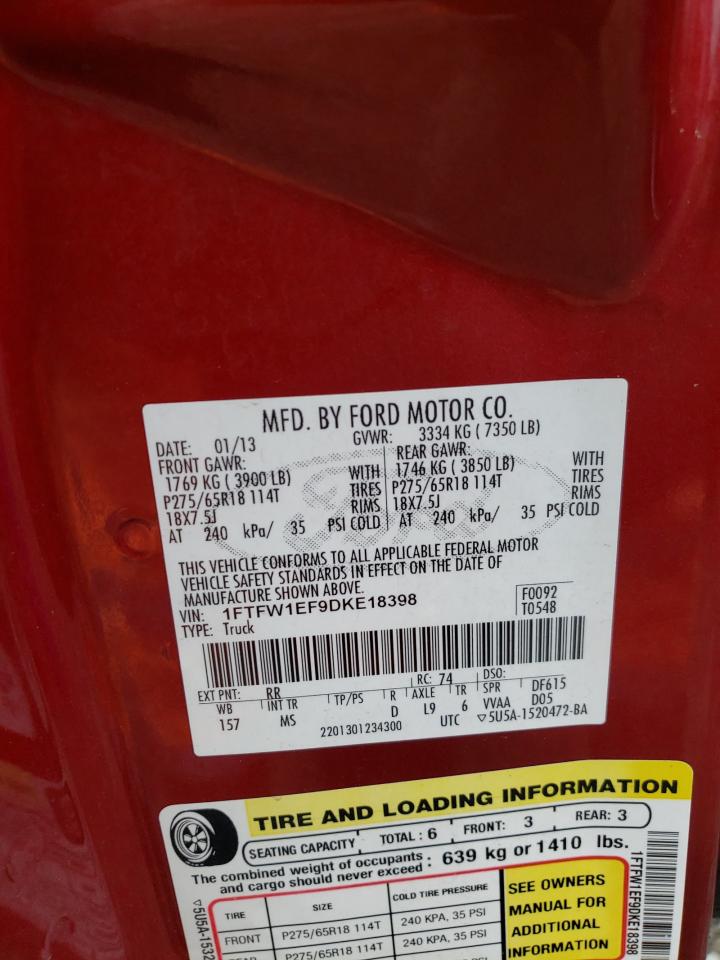 MFD. BY FORD MOTOR CO.
DATE: 01/13 GVWR: 3334 KG ( 7350 LB)
FRONT GAWR: REAR GAWR:
1769 KG ( 3900 LB) WITH 1746 KG ( 3850 LB) WITH
P275/65R18 114T TIRES P275/65R18 114T TIRES
18X7.5J RIMS 18X7.5J RIMS
AT 240 kPa/ 35 PSI COLD AT 240 kPa/ 35 PSI COLD
Ford
THIS VEHICLE CONFORMS TO ALL APPLICABLE FEDERAL MOTOR
VEHICLE SAFETY STANDARDS IN EFFECT ON THE DATE OF
MANUFACTURE SHOWN ABOVE.
VIN: 1FTFW1EF9DKE18398 F0092
TYPE: Truck T0548
EXT PNT: RR RC: 74 DSO:
WB INT TR TP/PS R AXLE TR SPR DF615
157 MS D L9 6 VVAA D05
2201301234300 UTC ▽5U5A-1520472-BA
TIRE AND LOADING INFORMATION
SEATING CAPACITY TOTAL : 6 FRONT: 3 REAR: 3
The combined weight of occupants
and cargo should never exceed : 639 kg or 1410 lbs.
TIRE SIZE COLD TIRE PRESSURE
FRONT P275/65R18 114T 240 KPA, 35 PSI
P275/65R18 114T 240 KPA, 35 PSI
SEE OWNERS
MANUAL FOR
ADDITIONAL
INFORMATION
1FTFW1EF9DKE18398
▽5U5A-1532